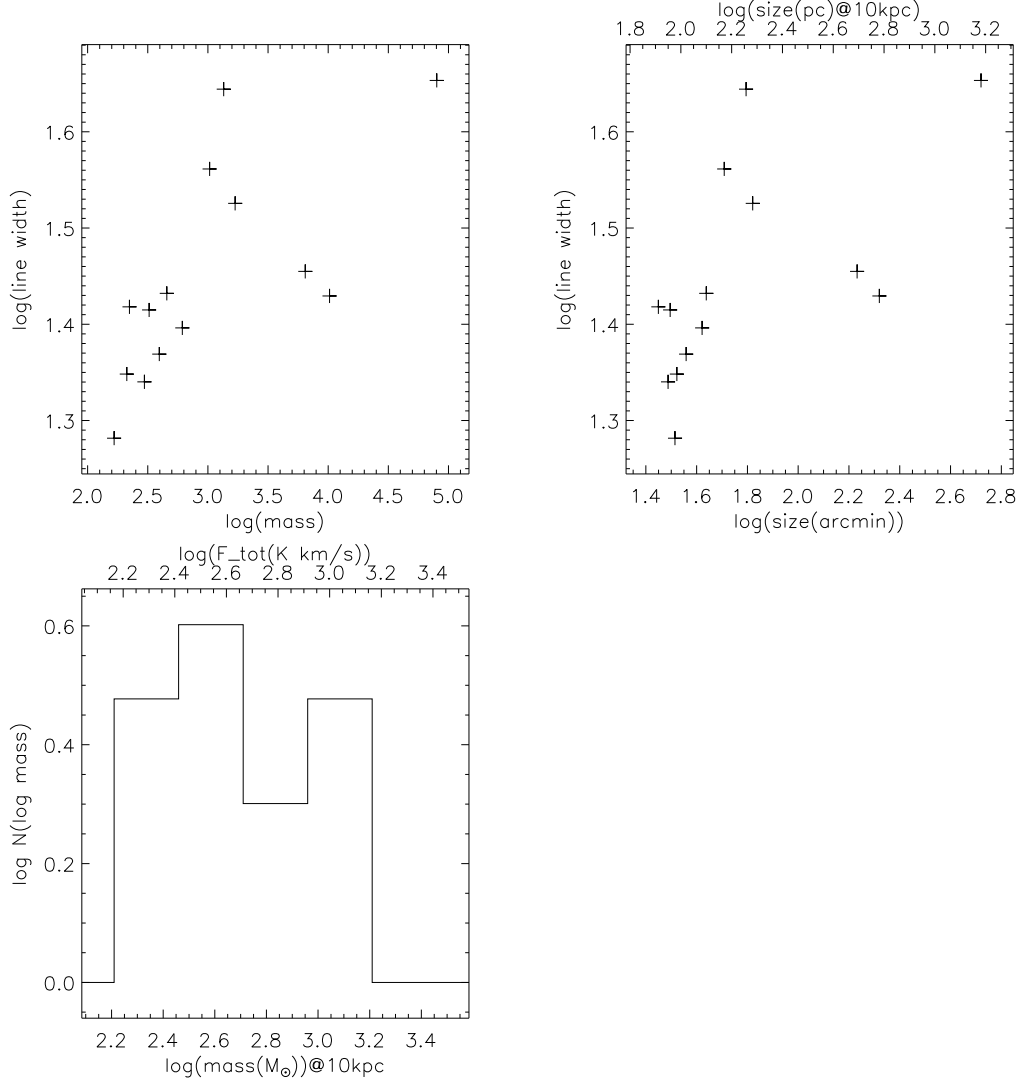 log(size(pc)@10kpc)
1.8 2.0 2.2 2.4 2.6 2.8 3.0 3.2
1.6
1.5
1.4
1.3
log(line width)
2.0 2.5 3.0 3.5 4.0 4.5 5.0
log(mass)
1.6
1.5
1.4
1.3
log(line width)
1.4 1.6 1.8 2.0 2.2 2.4 2.6 2.8
log(size(arcmin))
log(F_tot(K km/s))
2.2 2.4 2.6 2.8 3.0 3.2 3.4
0.6
0.4
0.2
0.0
log N(log mass)
2.2 2.4 2.6 2.8 3.0 3.2 3.4
log(mass(M☉))@10kpc